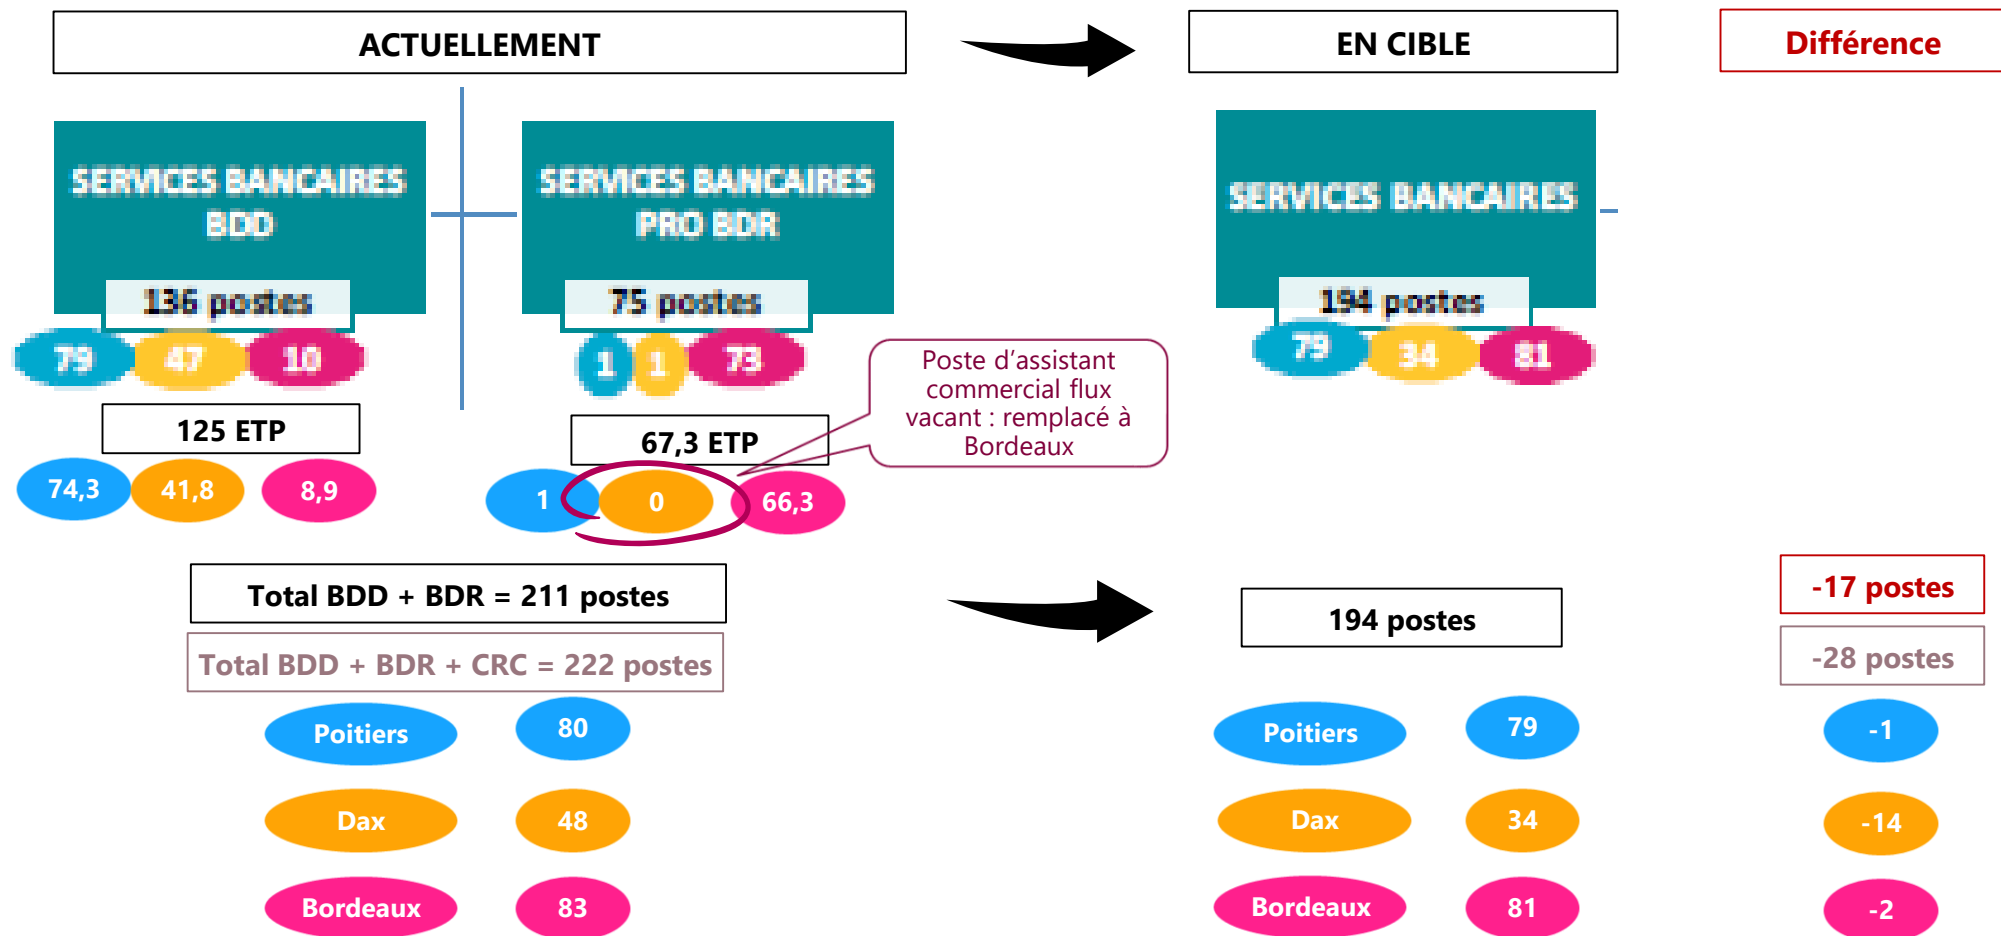 ACTUELLEMENT
EN CIBLE
Différence
SERVICES BANCAIRES
BDD
136 postes
79 47 10
125 ETP
74,3 41,8 8,9
SERVICES BANCAIRES
PRO BDR
75 postes
1 1 73
67,3 ETP
1 0 66,3
Poste d’assistant
commercial flux
vacant : remplacé à
Bordeaux
SERVICES BANCAIRES
194 postes
79 34 81
Total BDD + BDR = 211 postes
194 postes
-17 postes
Total BDD + BDR + CRC = 222 postes
-28 postes
Poitiers 80
Poitiers 79
-1
Dax 48
Dax 34
-14
Bordeaux 83
Bordeaux 81
-2